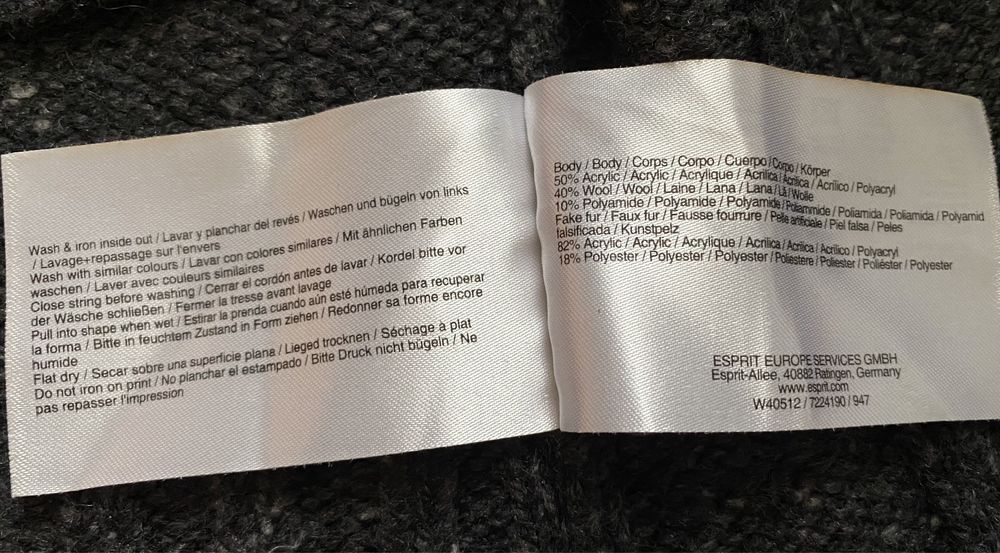 Wash & iron inside out / Lavar y planchar del revés / Waschen und bügeln von links
/ Lavage+repassage sur l'envers
Wash with similar colours / Lavar con colores similares / Mit ähnlichen Farben
waschen / Laver avec couleurs similaires
Close string before washing / Cerrar el cordón antes de lavar / Kordel bitte vor
der Wäsche schließen / Fermer la tresse avant lavage
Pull into shape when wet / Estirar la prenda cuando aún esté húmeda para recuperar
la forma / Bitte in feuchtem Zustand in Form ziehen / Redonner sa forme encore
humide
Flat dry / Secar sobre una superficie plana / Lieged trocknen / Séchage à plat
Do not iron on print / No planchar el estampado / Bitte Druck nicht bügeln / Ne
pas repasser l'impression
Body / Body / Corps / Corpo / Cuerpo / Corpo / Körper
50% Acrylic / Acrylic / Acrylique / Acrilica / Acrílica / Acrílico / Polyacryl
40% Wool / Wool / Laine / Lana / Lana / Lã / Wolle
10% Polyamide / Polyamide / Polyamide / Poliammide / Poliamida / Poliamida / Polyamid
Fake fur / Faux fur / Fausse fourrure / Pelle artificiale / Piel falsa / Peles
falsificada / Kunstpelz
82% Acrylic / Acrylic / Acrylique / Acrilica / Acrílica / Acrílico / Polyacryl
18% Polyester / Polyester / Polyester / Poliestere / Poliester / Poliéster / Polyester
ESPRIT EUROPE SERVICES GMBH
Esprit-Allee, 40882 Ratingen, Germany
www.esprit.com
W40512 / 7224190 / 947